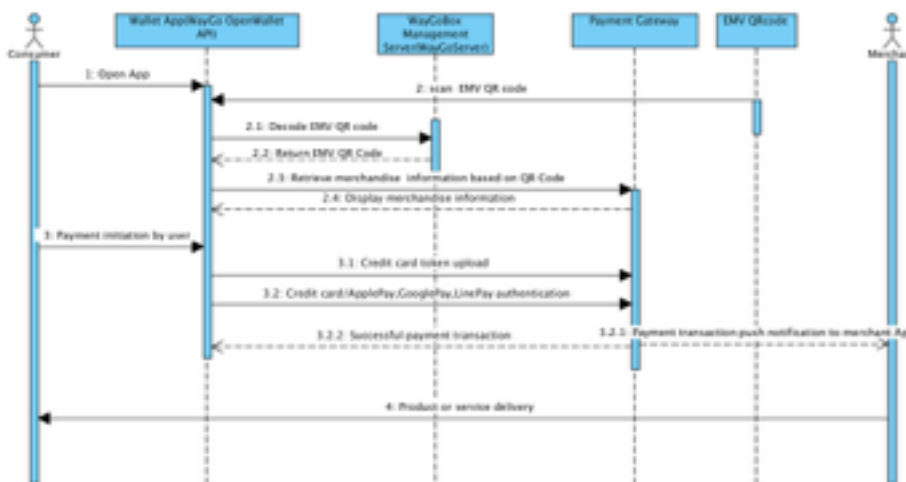 Wallet App(WayGo OpenWallet
API)
WayGoBox
Management
Server(WayGoServer)
Payment Gateway
EMV QRcode
Consumer
Merchan
1: Open App
2: scan EMV QR code
2.1: Decode EMV QR code
2.2: Return EMV QR Code
2.3: Retrieve merchandise information based on QR Code
2.4: Display merchandise information
3: Payment initiation by user
3.1: Credit card token upload
3.2: Credit card/ApplePay,GooglePay,LinePay authentication
3.2.1: Payment transaction push notification to merchant Ap
3.2.2: Successful payment transaction
4: Product or service delivery